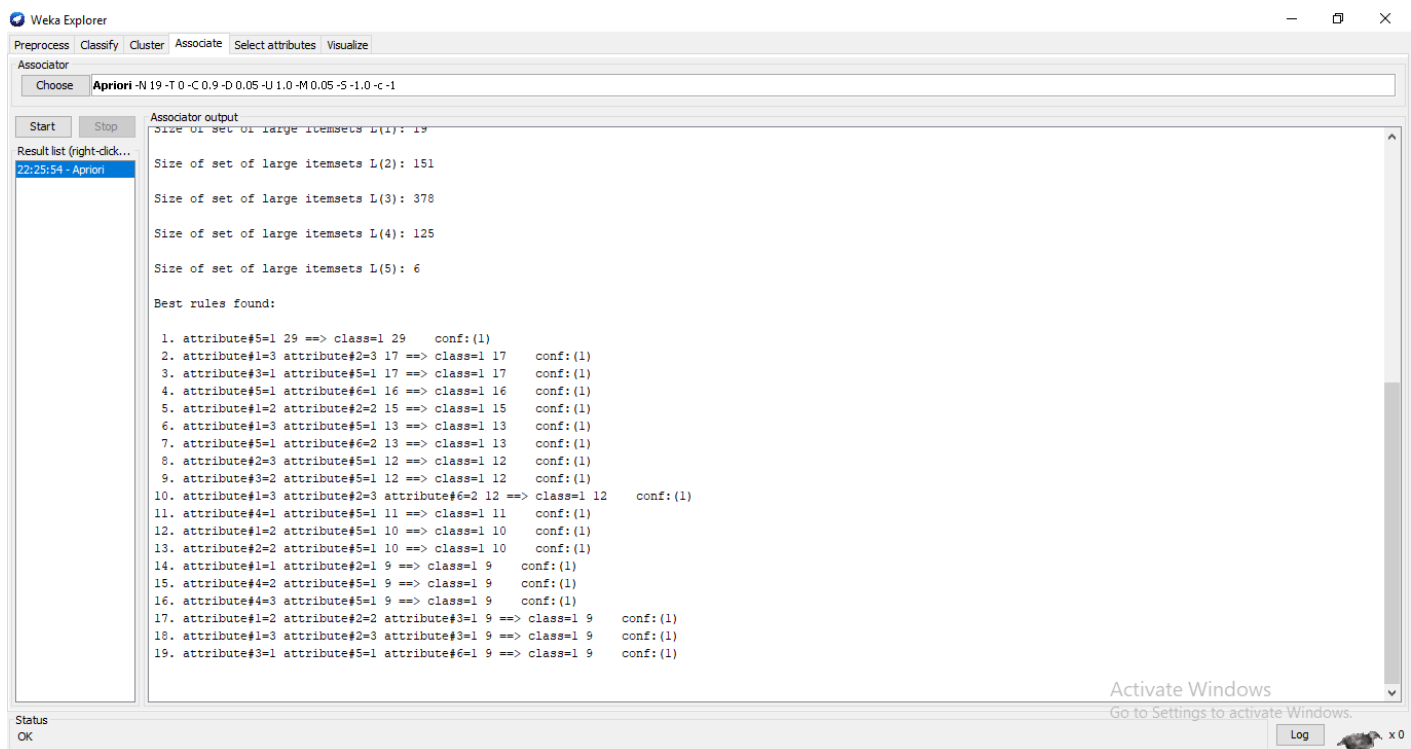 Weka Explorer
Preprocess Classify Cluster Associate Select attributes Visualize
Associator
Choose Apriori -N 19 -T 0 -C 0.9 -D 0.05 -U 1.0 -M 0.05 -S -1.0 -c -1
Start Stop
Associator output
Result list (right-click...
22:25:54 - Apriori
Size of set of large itemsets L(1): 19
Size of set of large itemsets L(2): 151
Size of set of large itemsets L(3): 378
Size of set of large itemsets L(4): 125
Size of set of large itemsets L(5): 6
Best rules found:
1. attribute#5=1 29 ==> class=1 29 conf:(1)
2. attribute#1=3 attribute#2=3 17 ==> class=1 17 conf:(1)
3. attribute#3=1 attribute#5=1 17 ==> class=1 17 conf:(1)
4. attribute#5=1 attribute#6=1 16 ==> class=1 16 conf:(1)
5. attribute#1=2 attribute#2=2 15 ==> class=1 15 conf:(1)
6. attribute#1=3 attribute#5=1 13 ==> class=1 13 conf:(1)
7. attribute#5=1 attribute#6=2 13 ==> class=1 13 conf:(1)
8. attribute#2=3 attribute#5=1 12 ==> class=1 12 conf:(1)
9. attribute#3=2 attribute#5=1 12 ==> class=1 12 conf:(1)
10. attribute#1=3 attribute#2=3 attribute#6=2 12 ==> class=1 12 conf:(1)
11. attribute#4=1 attribute#5=1 11 ==> class=1 11 conf:(1)
12. attribute#1=2 attribute#5=1 10 ==> class=1 10 conf:(1)
13. attribute#2=2 attribute#5=1 10 ==> class=1 10 conf:(1)
14. attribute#1=1 attribute#2=1 9 ==> class=1 9 conf:(1)
15. attribute#4=2 attribute#5=1 9 ==> class=1 9 conf:(1)
16. attribute#4=3 attribute#5=1 9 ==> class=1 9 conf:(1)
17. attribute#1=2 attribute#2=2 attribute#3=1 9 ==> class=1 9 conf:(1)
18. attribute#1=3 attribute#2=3 attribute#3=1 9 ==> class=1 9 conf:(1)
19. attribute#3=1 attribute#5=1 attribute#6=1 9 ==> class=1 9 conf:(1)
Activate Windows
Go to Settings to activate Windows.
Status
OK
Log
x 0